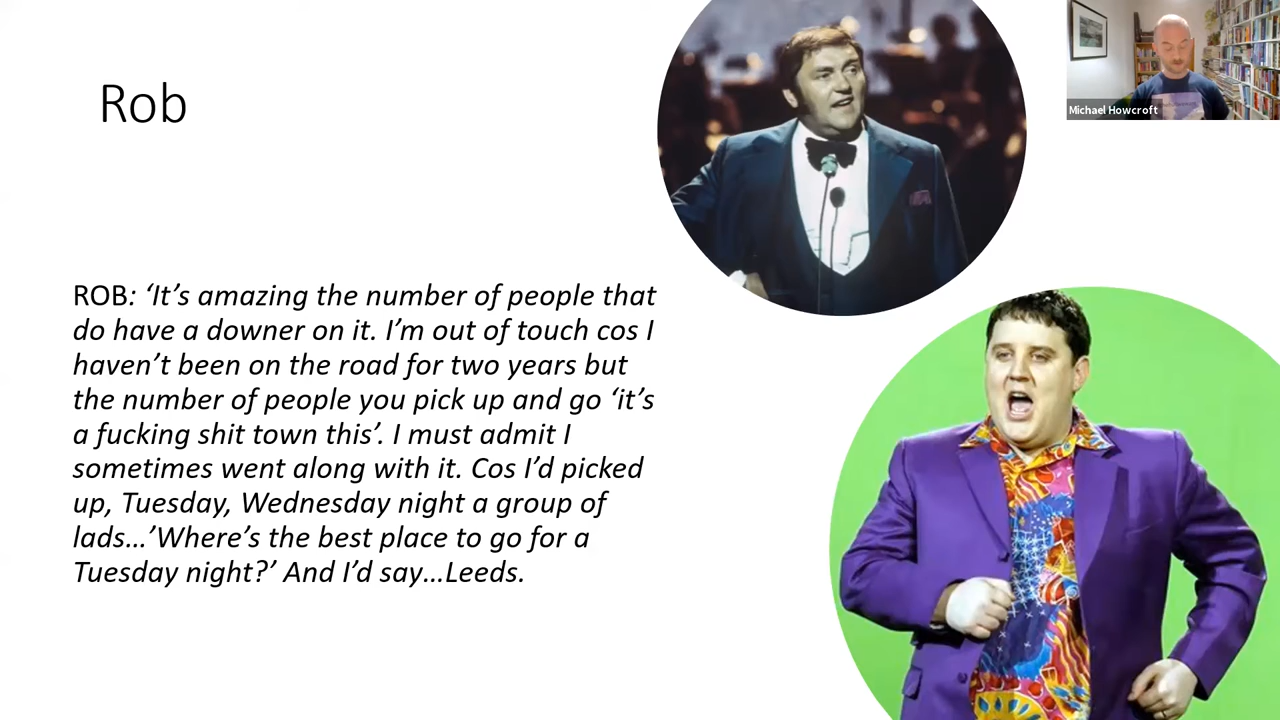 Rob
Michael Howcroft
ROB: ‘It’s amazing the number of people that
do have a downer on it. I’m out of touch cos I
haven’t been on the road for two years but
the number of people you pick up and go ‘it’s
a fucking shit town this’. I must admit I
sometimes went along with it. Cos I’d picked
up, Tuesday, Wednesday night a group of
lads…’Where’s the best place to go for a
Tuesday night?’ And I’d say…Leeds.